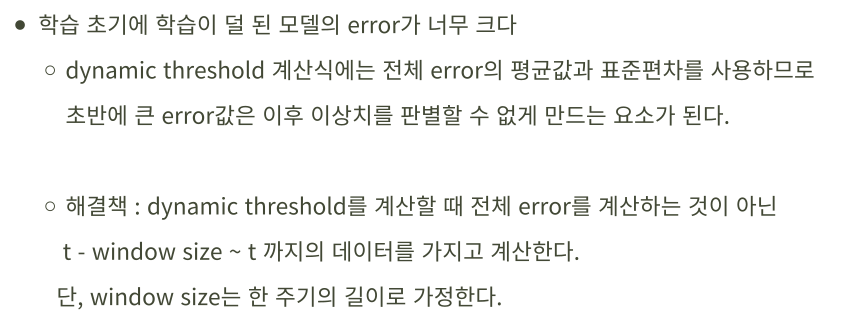 ● 학습 초기에 학습이 덜 된 모델의 error가 너무 크다
○ dynamic threshold 계산식에는 전체 error의 평균값과 표준편차를 사용하므로
초반에 큰 error값은 이후 이상치를 판별할 수 없게 만드는 요소가 된다.
○ 해결책 : dynamic threshold를 계산할 때 전체 error를 계산하는 것이 아닌
t - window size ~ t 까지의 데이터를 가지고 계산한다.
단, window size는 한 주기의 길이로 가정한다.